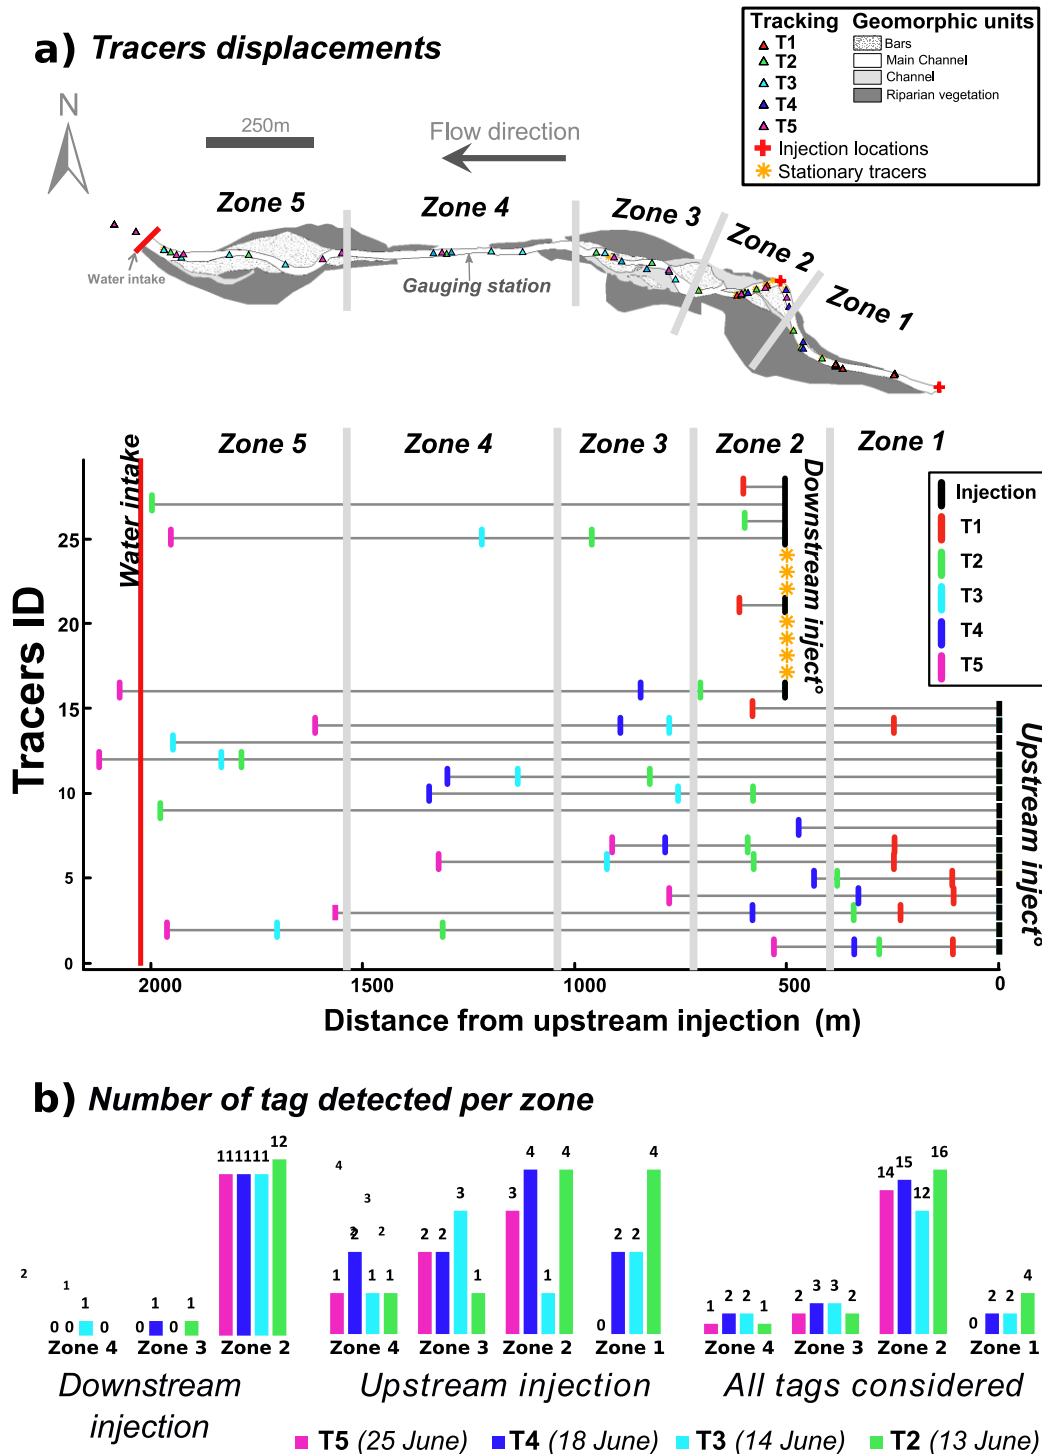 a) Tracers displacements
Tracking
Geomorphic units
T1
T2
T3
T4
T5
Injection locations
Stationary tracers
Bars
Main Channel
Channel
Riparian vegetation
N
250m
Flow direction
Zone 5
Zone 4
Zone 3
Zone 2
Zone 1
Water intake
Gauging station
Zone 5
Zone 4
Zone 3
Zone 2
Zone 1
Water intake
Downstream inject°
Upstream inject°
Injection
T1
T2
T3
T4
T5
Tracers ID
25
20
15
10
5
0
2000
1500
1000
500
0
Distance from upstream injection (m)
b) Number of tag detected per zone
2
1
0 0 1 0
0 1 0 1
11 11 11 12
Zone 4 Zone 3 Zone 2
Downstream
injection
4
3
2
2
1 2 1 1
2 2 3 1
3 4 1 4
0 2 2 4
Zone 4 Zone 3 Zone 2 Zone 1
Upstream injection
1 2 2 1
2 3 3 2
14 15 12 16
0 2 2 4
Zone 4 Zone 3 Zone 2 Zone 1
All tags considered
T5 (25 June) T4 (18 June) T3 (14 June) T2 (13 June)